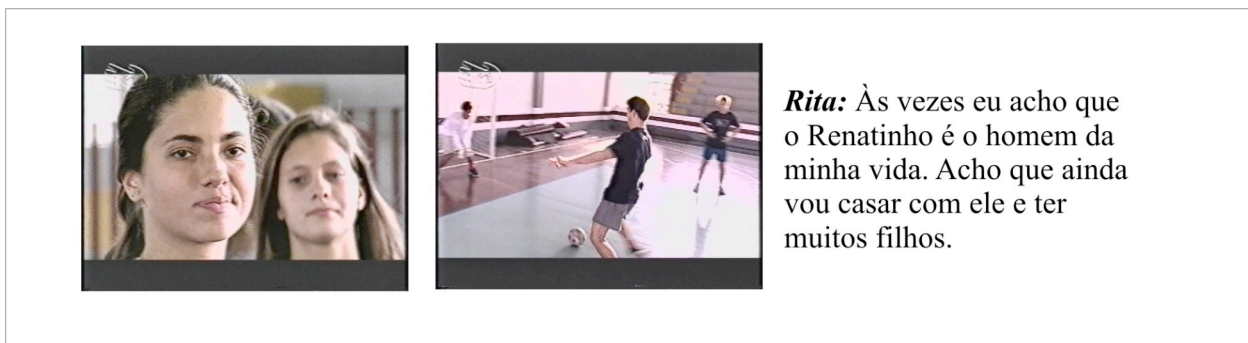 Rita: Às vezes eu acho que
o Renatinho é o homem da
minha vida. Acho que ainda
vou casar com ele e ter
muitos filhos.